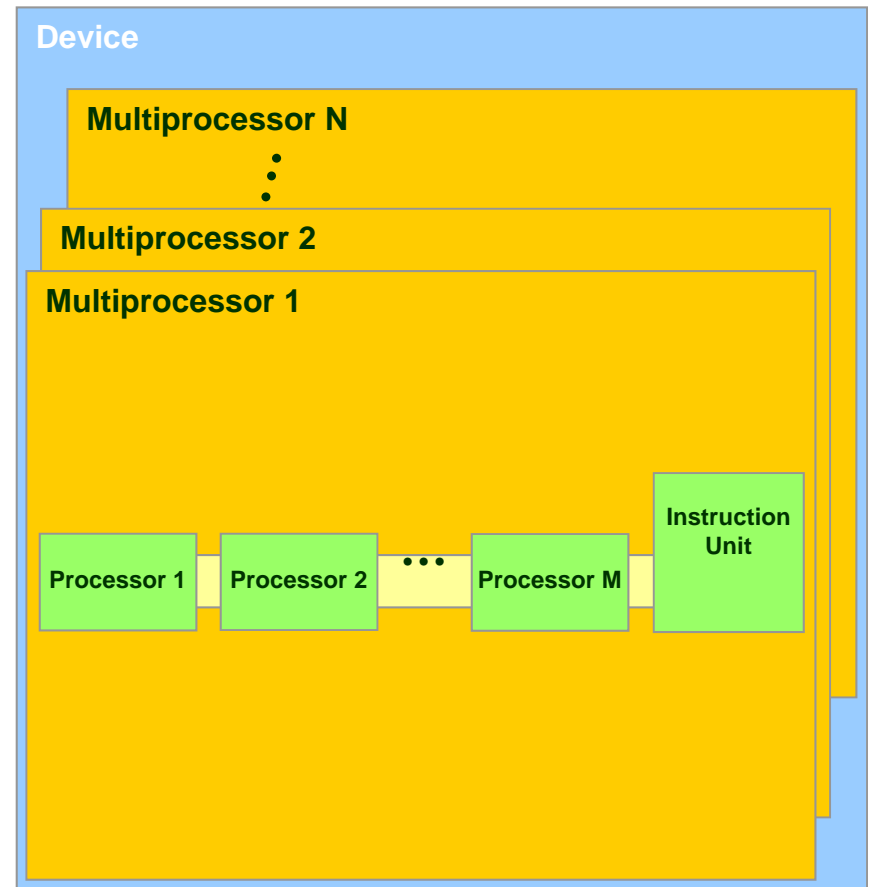 Device
Multiprocessor N
Multiprocessor 2
Multiprocessor 1
Instruction
Unit
Processor 1
Processor 2
...
Processor M